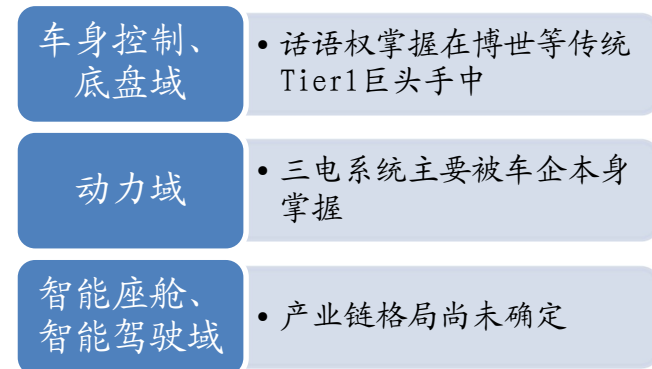 车身控制、
底盘域
• 话语权掌握在博世等传统
Tier1巨头手中
动力域
• 三电系统主要被车企本身
掌握
智能座舱、
智能驾驶域
• 产业链格局尚未确定